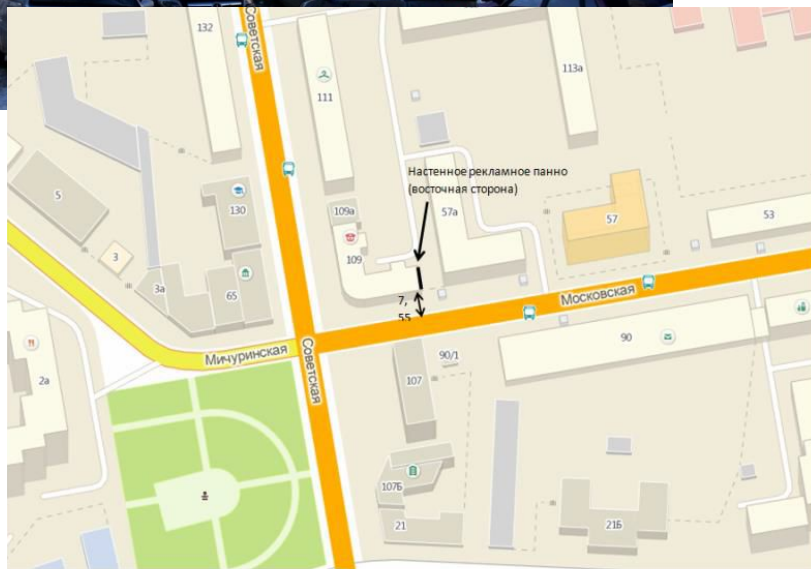 132
Советская
111
113а
Настенное рекламное панно
(восточная сторона)
5
130
109а
57а
57
53
3
109
3а
65
7,
55
Московская
Мичуринская
Советская
90/1
90
2а
107
107Б
21
21Б